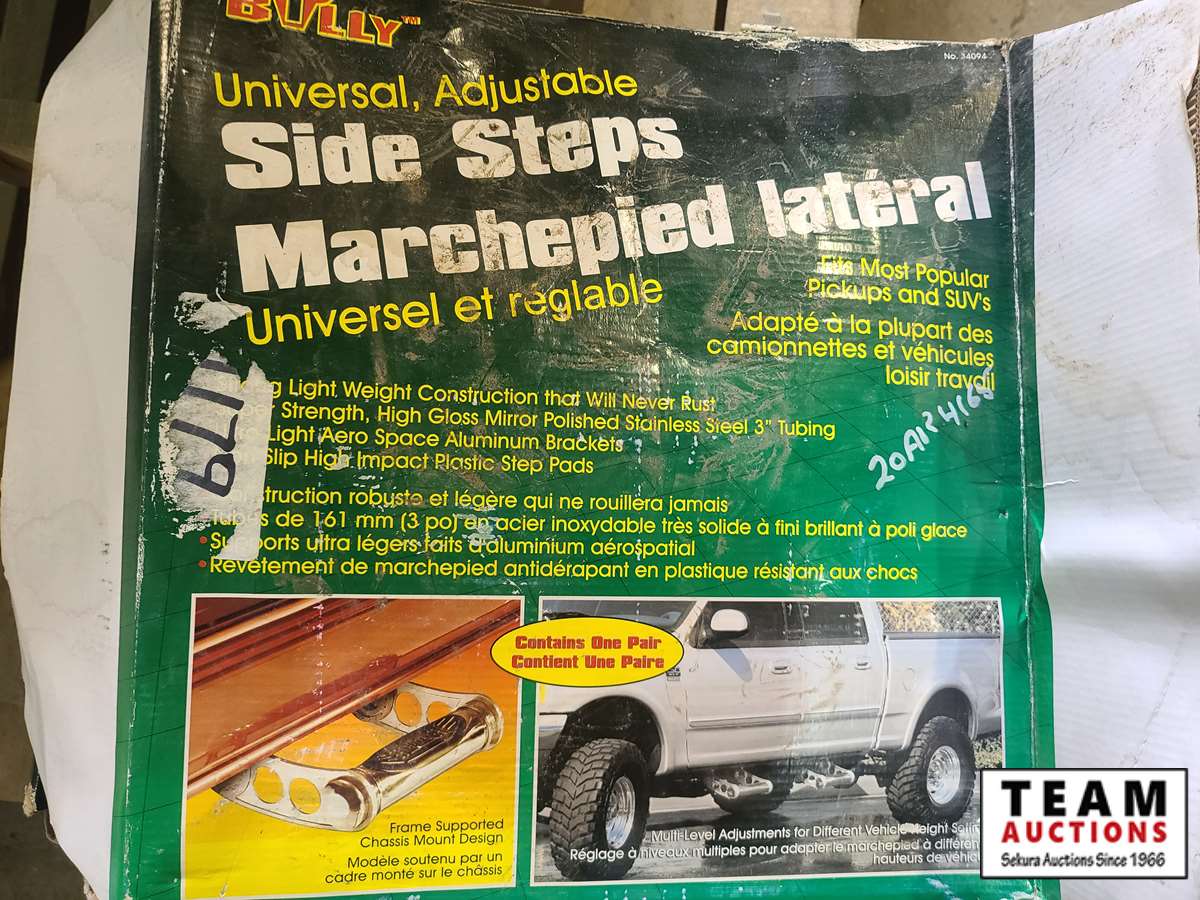 BULLY™
No. 34094
Universal, Adjustable
Side Steps
Marchepied latéral
Universel et réglable
Fits Most Popular
Pickups and SUV's
Adapté à la plupart des
camionnettes et véhicules
loisir travail
Light Weight Construction that Will Never Rust
Strength, High Gloss Mirror Polished Stainless Steel 3" Tubing
Light Aero Space Aluminum Brackets
Slip High Impact Plastic Step Pads
1179
20AR4168
Construction robuste et légère qui ne rouillera jamais
Tubes de 161 mm (3 po) en acier inoxydable très solide à fini brillant à poli glace
• Supports ultra légers faits d'aluminium aérospatial
• Revêtement de marchepied antidérapant en plastique résistant aux chocs
Contains One Pair
Contient Une Paire
Frame Supported
Chassis Mount Design
Modèle soutenu par un
cadre monté sur le châssis
Multi-Level Adjustments for Different Vehicle Height
Réglage à niveaux multiples pour adapter le marchepied à
hauteurs de
TEAM
AUCTIONS
Sekura Auctions Since 1966